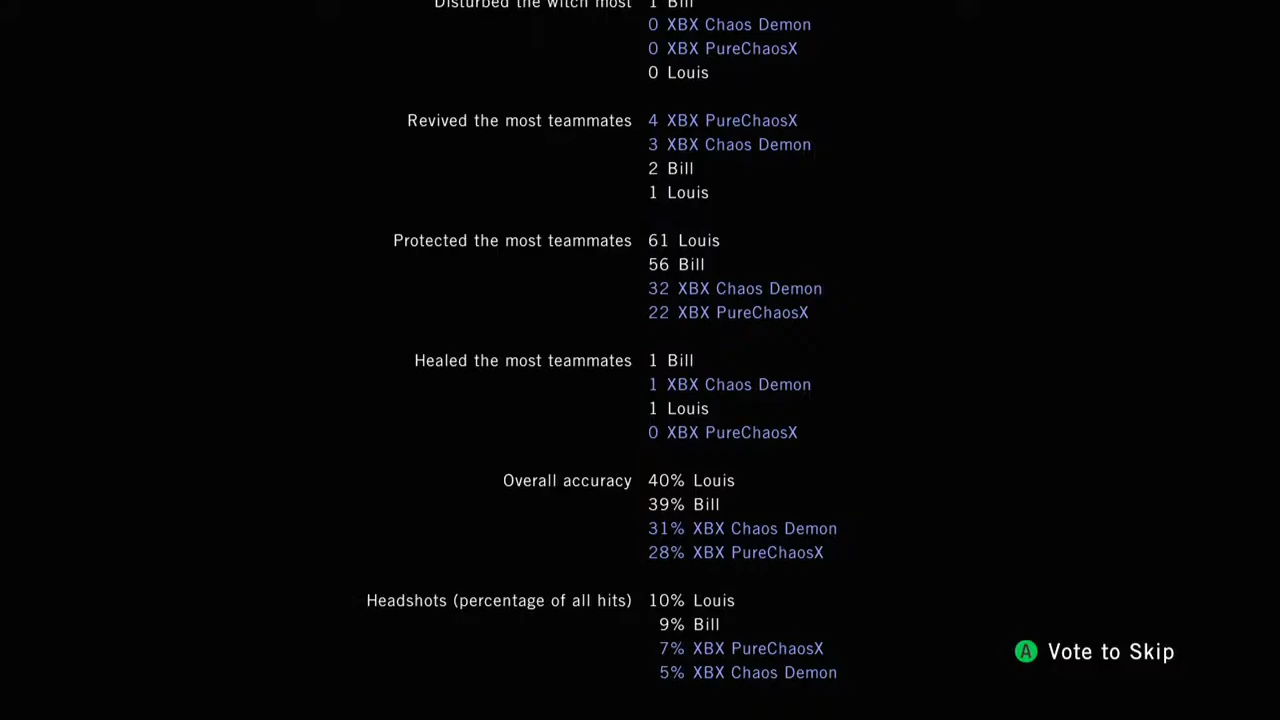 Disturbed the witch most 1 Bill
0 XBX Chaos Demon
0 XBX PureChaosX
0 Louis
Revived the most teammates 4 XBX PureChaosX
3 XBX Chaos Demon
2 Bill
1 Louis
Protected the most teammates 61 Louis
56 Bill
32 XBX Chaos Demon
22 XBX PureChaosX
Healed the most teammates 1 Bill
1 XBX Chaos Demon
1 Louis
0 XBX PureChaosX
Overall accuracy 40% Louis
39% Bill
31% XBX Chaos Demon
28% XBX PureChaosX
Headshots (percentage of all hits) 10% Louis
9% Bill
7% XBX PureChaosX
5% XBX Chaos Demon
A Vote to Skip